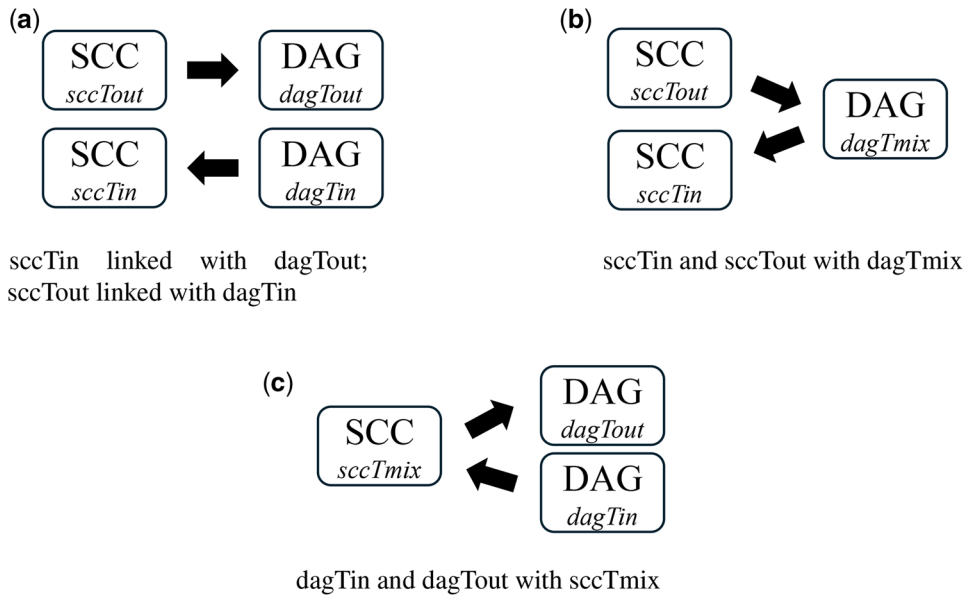 (a)
SCC
sccTout
DAG
dagTout
SCC
sccTin
DAG
dagTin
sccTin linked with dagTout;
sccTout linked with dagTin
(b)
SCC
sccTout
SCC
sccTin
DAG
dagTmix
sccTin and sccTout with dagTmix
(c)
SCC
sccTmix
DAG
dagTout
DAG
dagTin
dagTin and dagTout with sccTmix